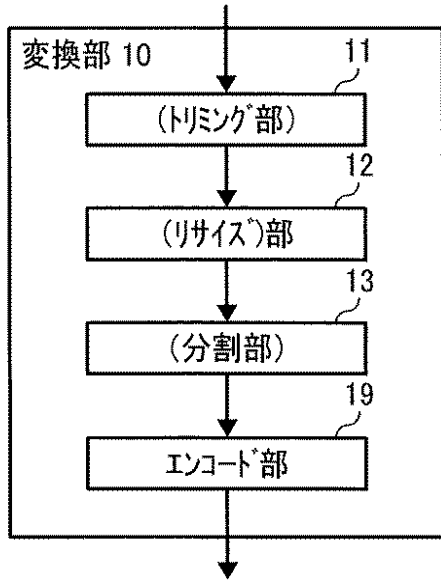 変換部 10
11
(トリミング部)
12
(リサイズ)部
13
(分割部)
19
エンコード部